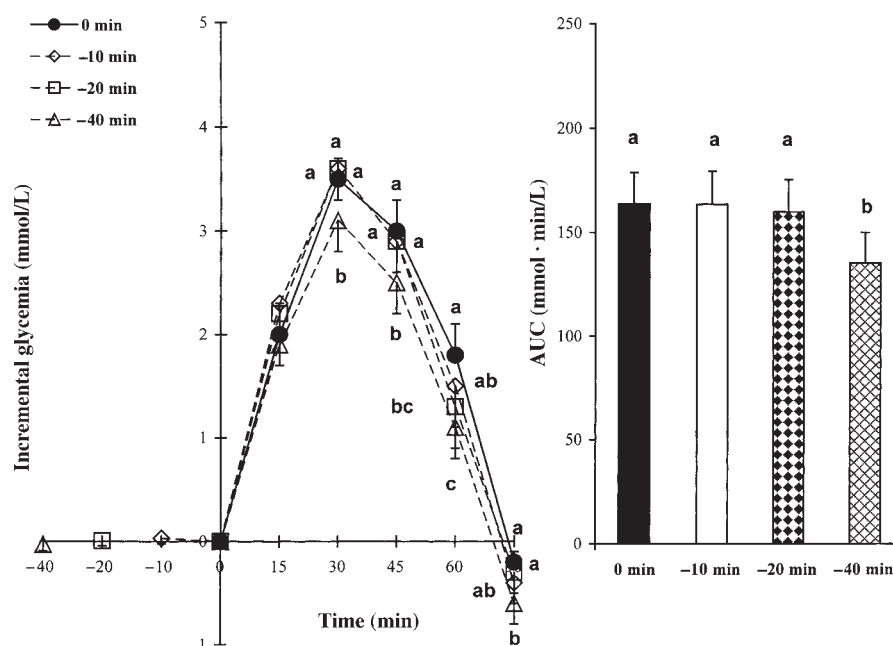 0 min
–10 min
–20 min
–40 min
Incremental glycemia (mmol/L)
5
4
3
2
1
0
1
–40
–20
–10
0
15
30
45
60
Time (min)
a
a
a
a
a
a
b
b
a
ab
bc
c
a
a
ab
b
AUC (mmol · min/L)
250
200
150
100
50
0
a
a
a
b
0 min
–10 min
–20 min
–40 min